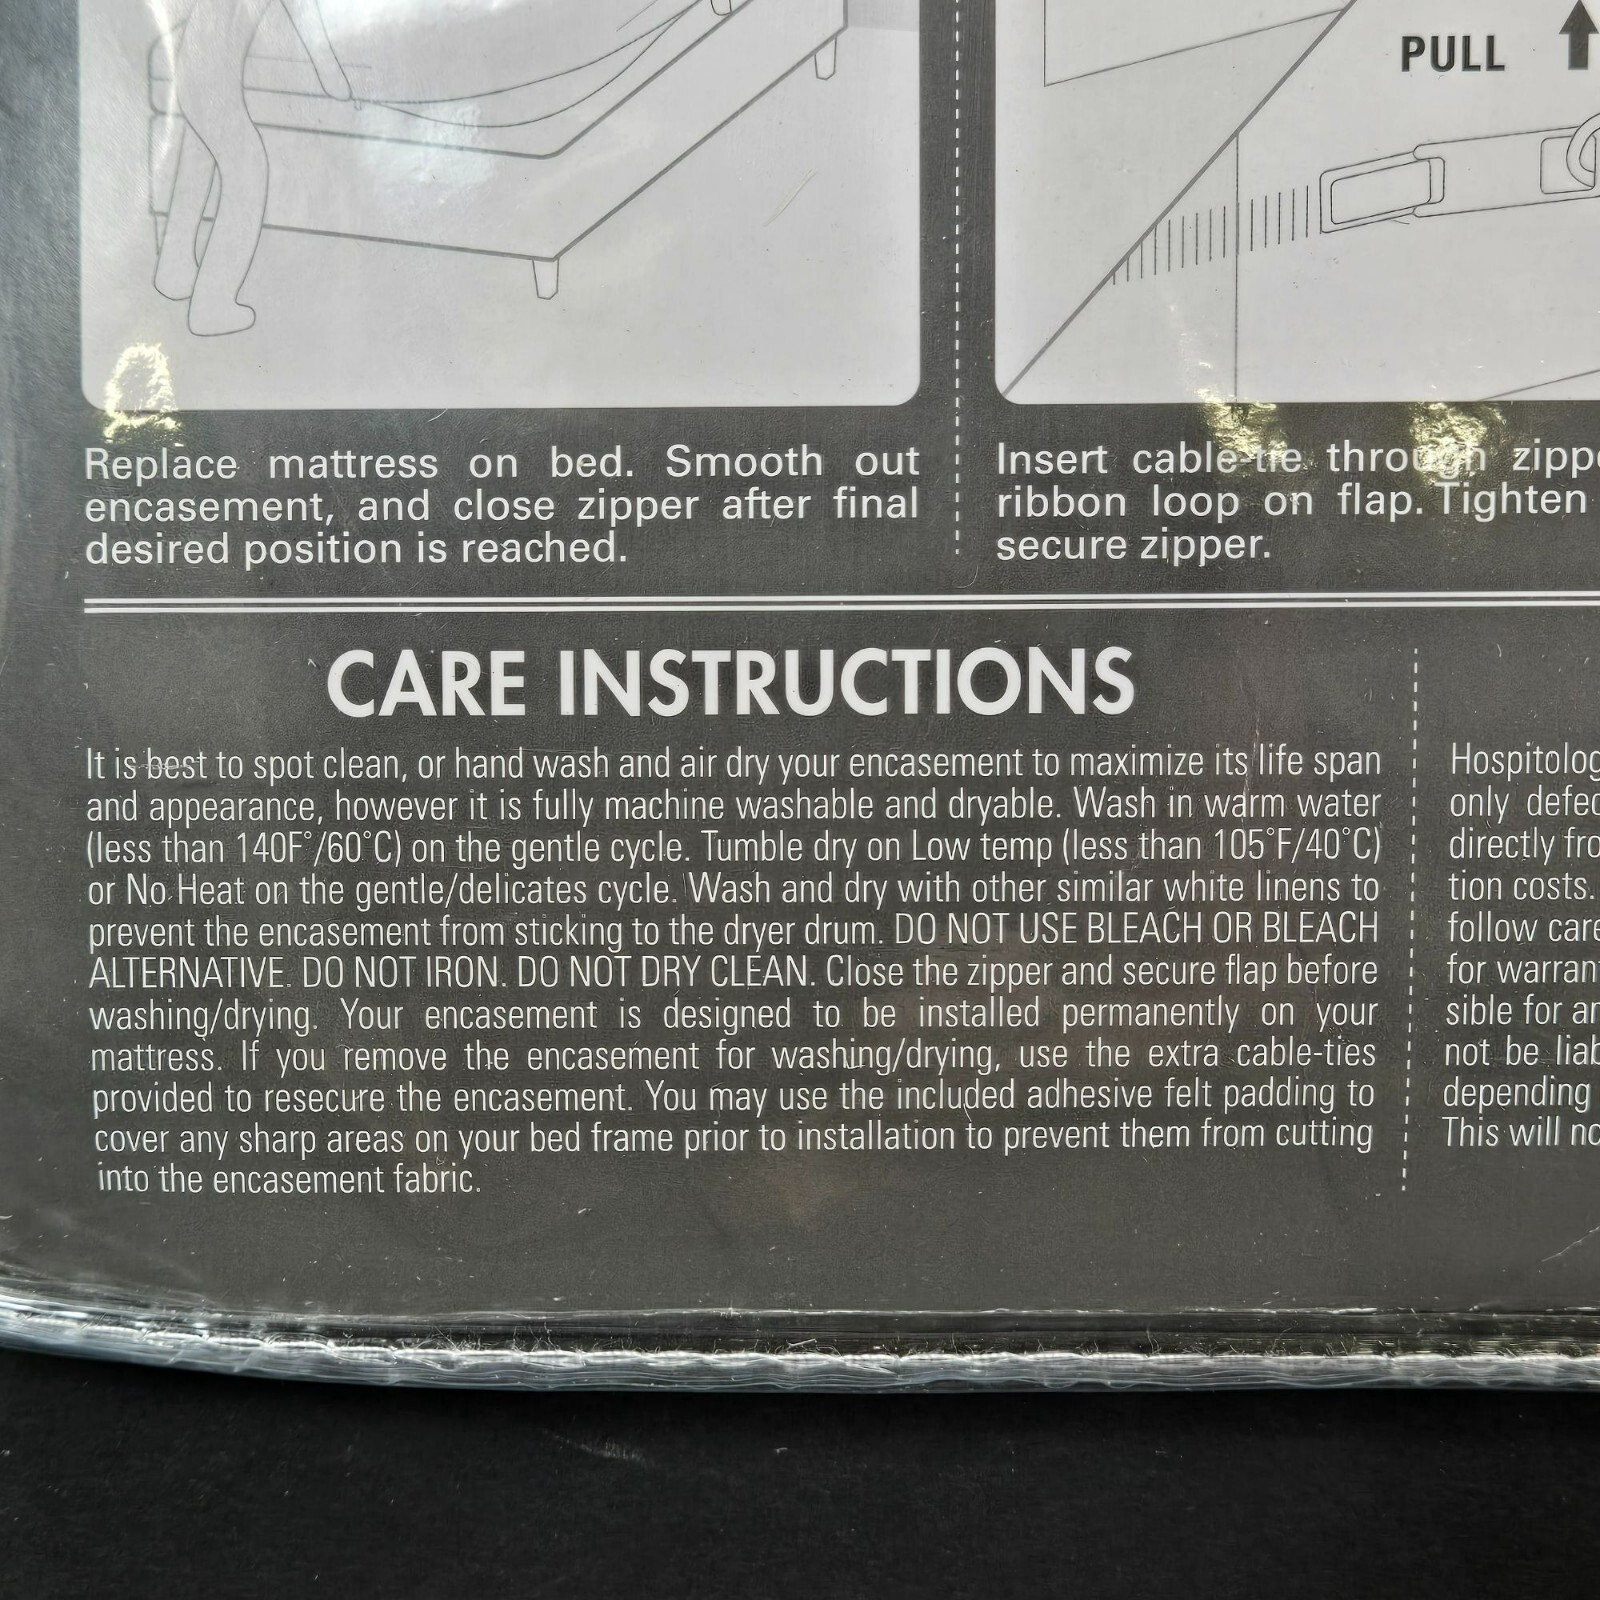 PULL
Replace mattress on bed. Smooth out
encasement, and close zipper after final
desired position is reached.
Insert cable-tie through
ribbon loop on flap. Tighten
secure zipper.
CARE INSTRUCTIONS
It is best to spot clean, or hand wash and air dry your encasement to maximize its life span
and appearance, however it is fully machine washable and dryable. Wash in warm water
(less than 140F°/60°C) on the gentle cycle. Tumble dry on Low temp (less than 105°F/40°C)
or No Heat on the gentle/delicates cycle. Wash and dry with other similar white linens to
prevent the encasement from sticking to the dryer drum. DO NOT USE BLEACH OR BLEACH
ALTERNATIVE. DO NOT IRON. DO NOT DRY CLEAN. Close the zipper and secure flap before
washing/drying. Your encasement is designed to be installed permanently on your
mattress. If you remove the encasement for washing/drying, use the extra cable-ties
provided to resecure the encasement. You may use the included adhesive felt padding to
cover any sharp areas on your bed frame prior to installation to prevent them from cutting
into the encasement fabric.
only
directly
tion costs.
follow
for
sible for
not be
depending
This will